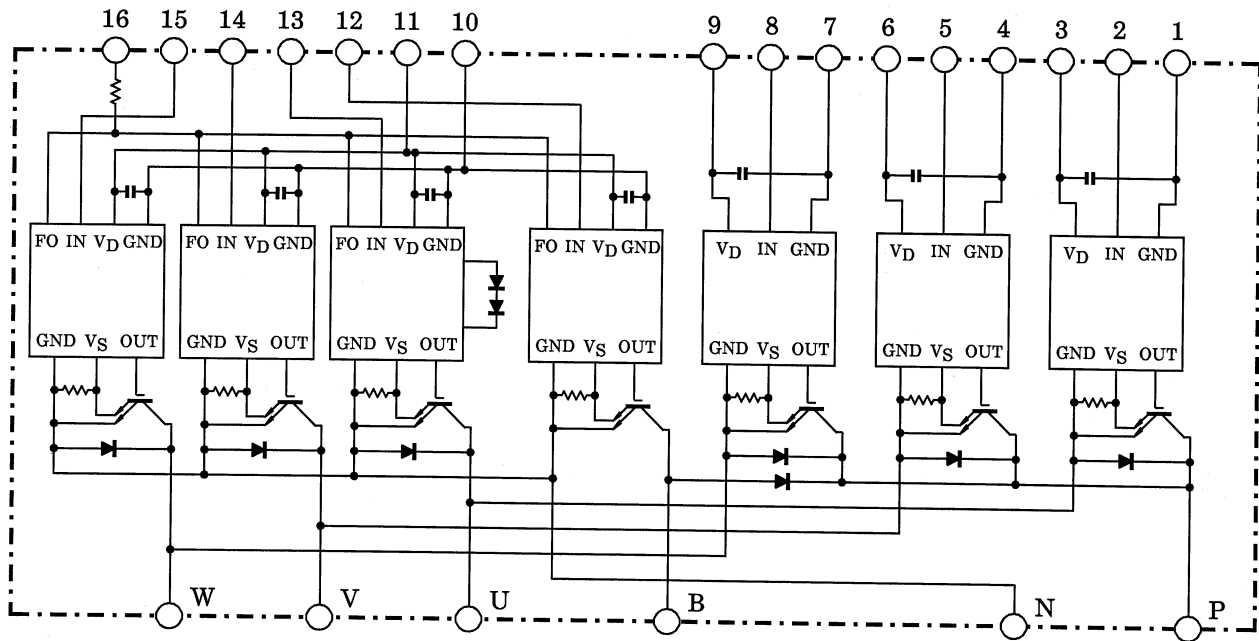 16 15 14 13 12 11 10 9 8 7 6 5 4 3 2 1
FO IN VD GND FO IN VD GND FO IN VD GND FO IN VD GND VD IN GND VD IN GND VD IN GND
GND VS OUT GND VS OUT GND VS OUT GND VS OUT GND VS OUT GND VS OUT GND VS OUT
W V U B N P